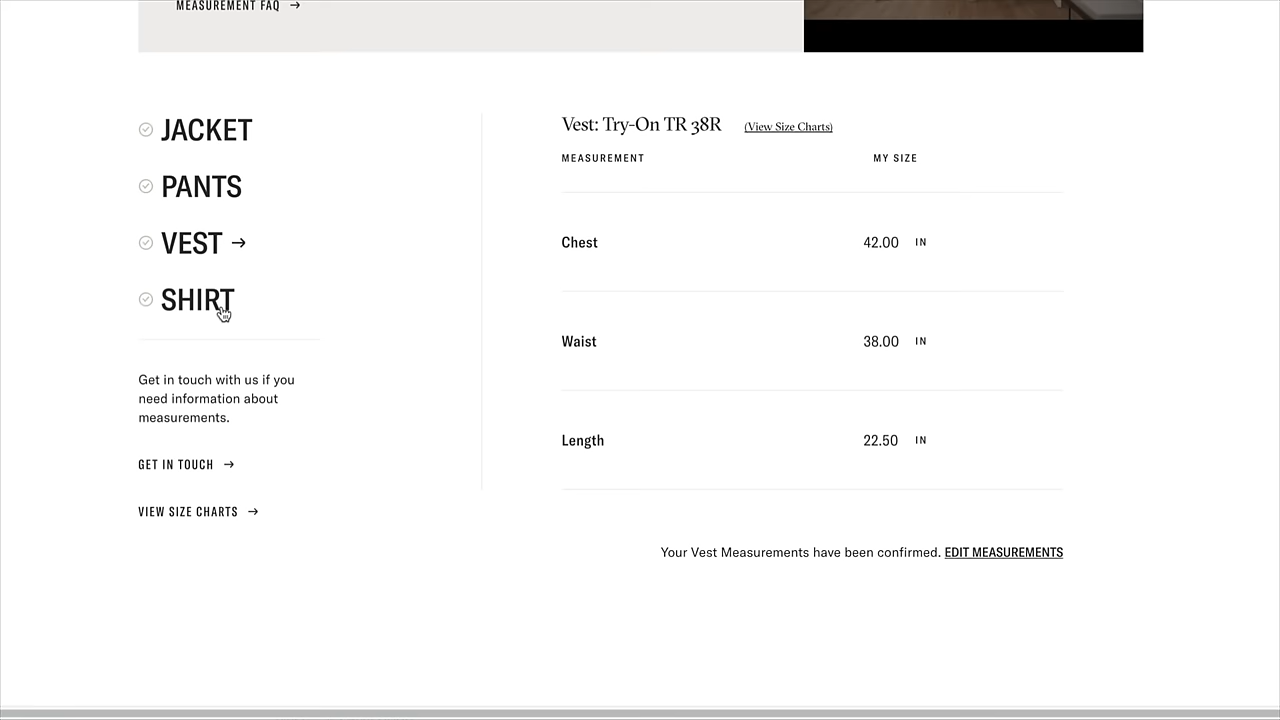 MEASUREMENT FAQ →
JACKET
PANTS
VEST →
SHIRT
Get in touch with us if you
need information about
measurements.
GET IN TOUCH →
VIEW SIZE CHARTS →
Vest: Try-On TR 38R (View Size Charts)
MEASUREMENT MY SIZE
Chest 42.00 IN
Waist 38.00 IN
Length 22.50 IN
Your Vest Measurements have been confirmed. EDIT MEASUREMENTS